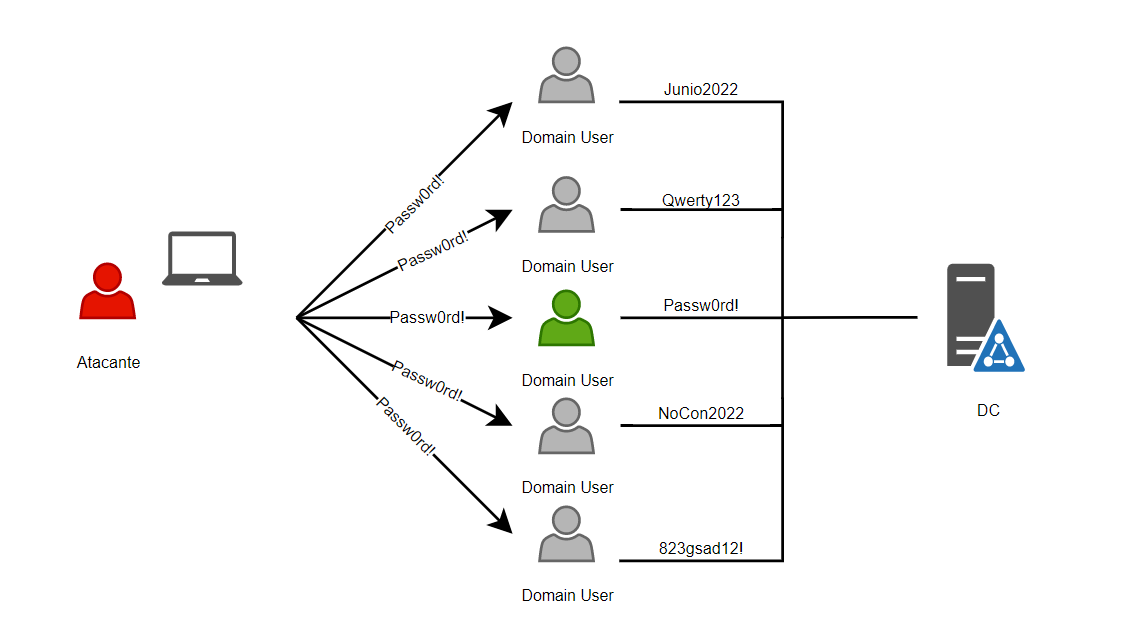 Junio2022
Domain User
Passw0rd!
Qwerty123
Passw0rd!
Domain User
Passw0rd!
Passw0rd!
Atacante
Domain User
Passw0rd!
DC
NoCon2022
Passw0rd!
Domain User
823gsad12!
Domain User